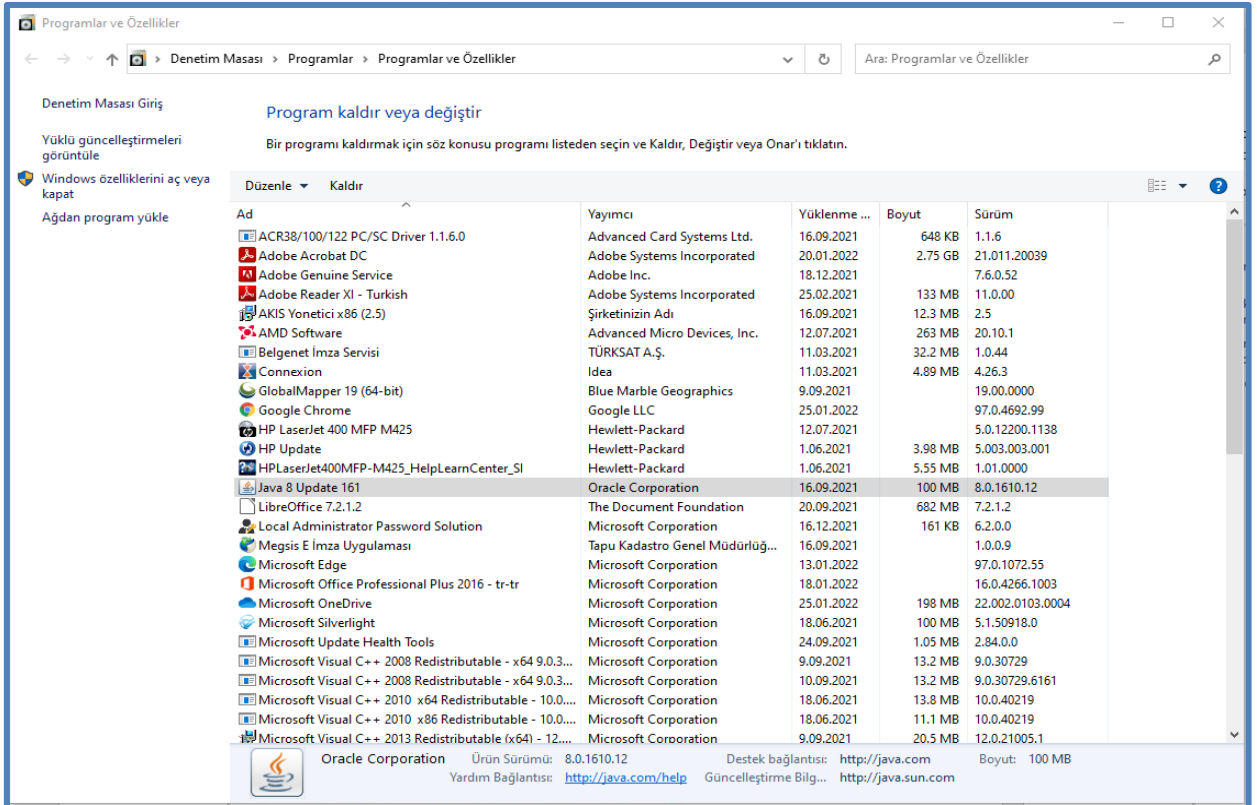 Programlar ve Özellikler
Denetim Masası › Programlar › Programlar ve Özellikler
Ara: Programlar ve Özellikler
Denetim Masası Giriş
Yüklü güncelleştirmeleri
görüntüle
Windows özelliklerini aç veya
kapat
Ağdan program yükle
Program kaldır veya değiştir
Bir programı kaldırmak için söz konusu programı listeden seçin ve Kaldır, Değiştir veya Onar'ı tıklatın.
Düzenle Kaldır
Ad Yayımcı Yüklenme ... Boyut Sürüm
ACR38/100/122 PC/SC Driver 1.1.6.0 Advanced Card Systems Ltd. 16.09.2021 648 KB 1.1.6
Adobe Acrobat DC Adobe Systems Incorporated 20.01.2022 2.75 GB 21.011.20039
Adobe Genuine Service Adobe Inc. 18.12.2021 7.6.0.52
Adobe Reader XI - Turkish Adobe Systems Incorporated 25.02.2021 133 MB 11.0.00
AKIS Yonetici x86 (2.5) Şirketinizin Adı 16.09.2021 12.3 MB 2.5
AMD Software Advanced Micro Devices, Inc. 12.07.2021 263 MB 20.10.1
Belgenet İmza Servisi TÜRKSAT A.Ş. 11.03.2021 32.2 MB 1.0.44
Connexion Idea 11.03.2021 4.89 MB 4.26.3
GlobalMapper 19 (64-bit) Blue Marble Geographics 9.09.2021 19.00.0000
Google Chrome Google LLC 25.01.2022 97.0.4692.99
HP LaserJet 400 MFP M425 Hewlett-Packard 12.07.2021 5.0.12200.1138
HP Update Hewlett-Packard 1.06.2021 3.98 MB 5.003.003.001
HPLaserJet400MFP-M425_HelpLearnCenter_SI Hewlett-Packard 1.06.2021 5.55 MB 1.01.0000
Java 8 Update 161 Oracle Corporation 16.09.2021 100 MB 8.0.1610.12
LibreOffice 7.2.1.2 The Document Foundation 20.09.2021 682 MB 7.2.1.2
Local Administrator Password Solution Microsoft Corporation 16.12.2021 161 KB 6.2.0.0
Megsis E İmza Uygulaması Tapu Kadastro Genel Müdürlüğ... 16.09.2021 1.0.0.9
Microsoft Edge Microsoft Corporation 13.01.2022 97.0.1072.55
Microsoft Office Professional Plus 2016 - tr-tr Microsoft Corporation 18.01.2022 16.0.4266.1003
Microsoft OneDrive Microsoft Corporation 25.01.2022 198 MB 22.002.0103.0004
Microsoft Silverlight Microsoft Corporation 18.06.2021 100 MB 5.1.50918.0
Microsoft Update Health Tools Microsoft Corporation 24.09.2021 1.05 MB 2.84.0.0
Microsoft Visual C++ 2008 Redistributable - x64 9.0.3... Microsoft Corporation 9.09.2021 13.2 MB 9.0.30729
Microsoft Visual C++ 2008 Redistributable - x64 9.0.3... Microsoft Corporation 10.09.2021 13.2 MB 9.0.30729.6161
Microsoft Visual C++ 2010 x64 Redistributable - 10.0.... Microsoft Corporation 18.06.2021 13.8 MB 10.0.40219
Microsoft Visual C++ 2010 x86 Redistributable - 10.0.... Microsoft Corporation 18.06.2021 11.1 MB 10.0.40219
Microsoft Visual C++ 2013 Redistributable (x64) - 12.... Microsoft Corporation 9.09.2021 20.5 MB 12.0.21005.1
Oracle Corporation Ürün Sürümü: 8.0.1610.12 Destek bağlantısı: http://java.com Boyut: 100 MB
Yardım Bağlantısı: http://java.com/help Güncelleştirme Bilg... http://java.sun.com